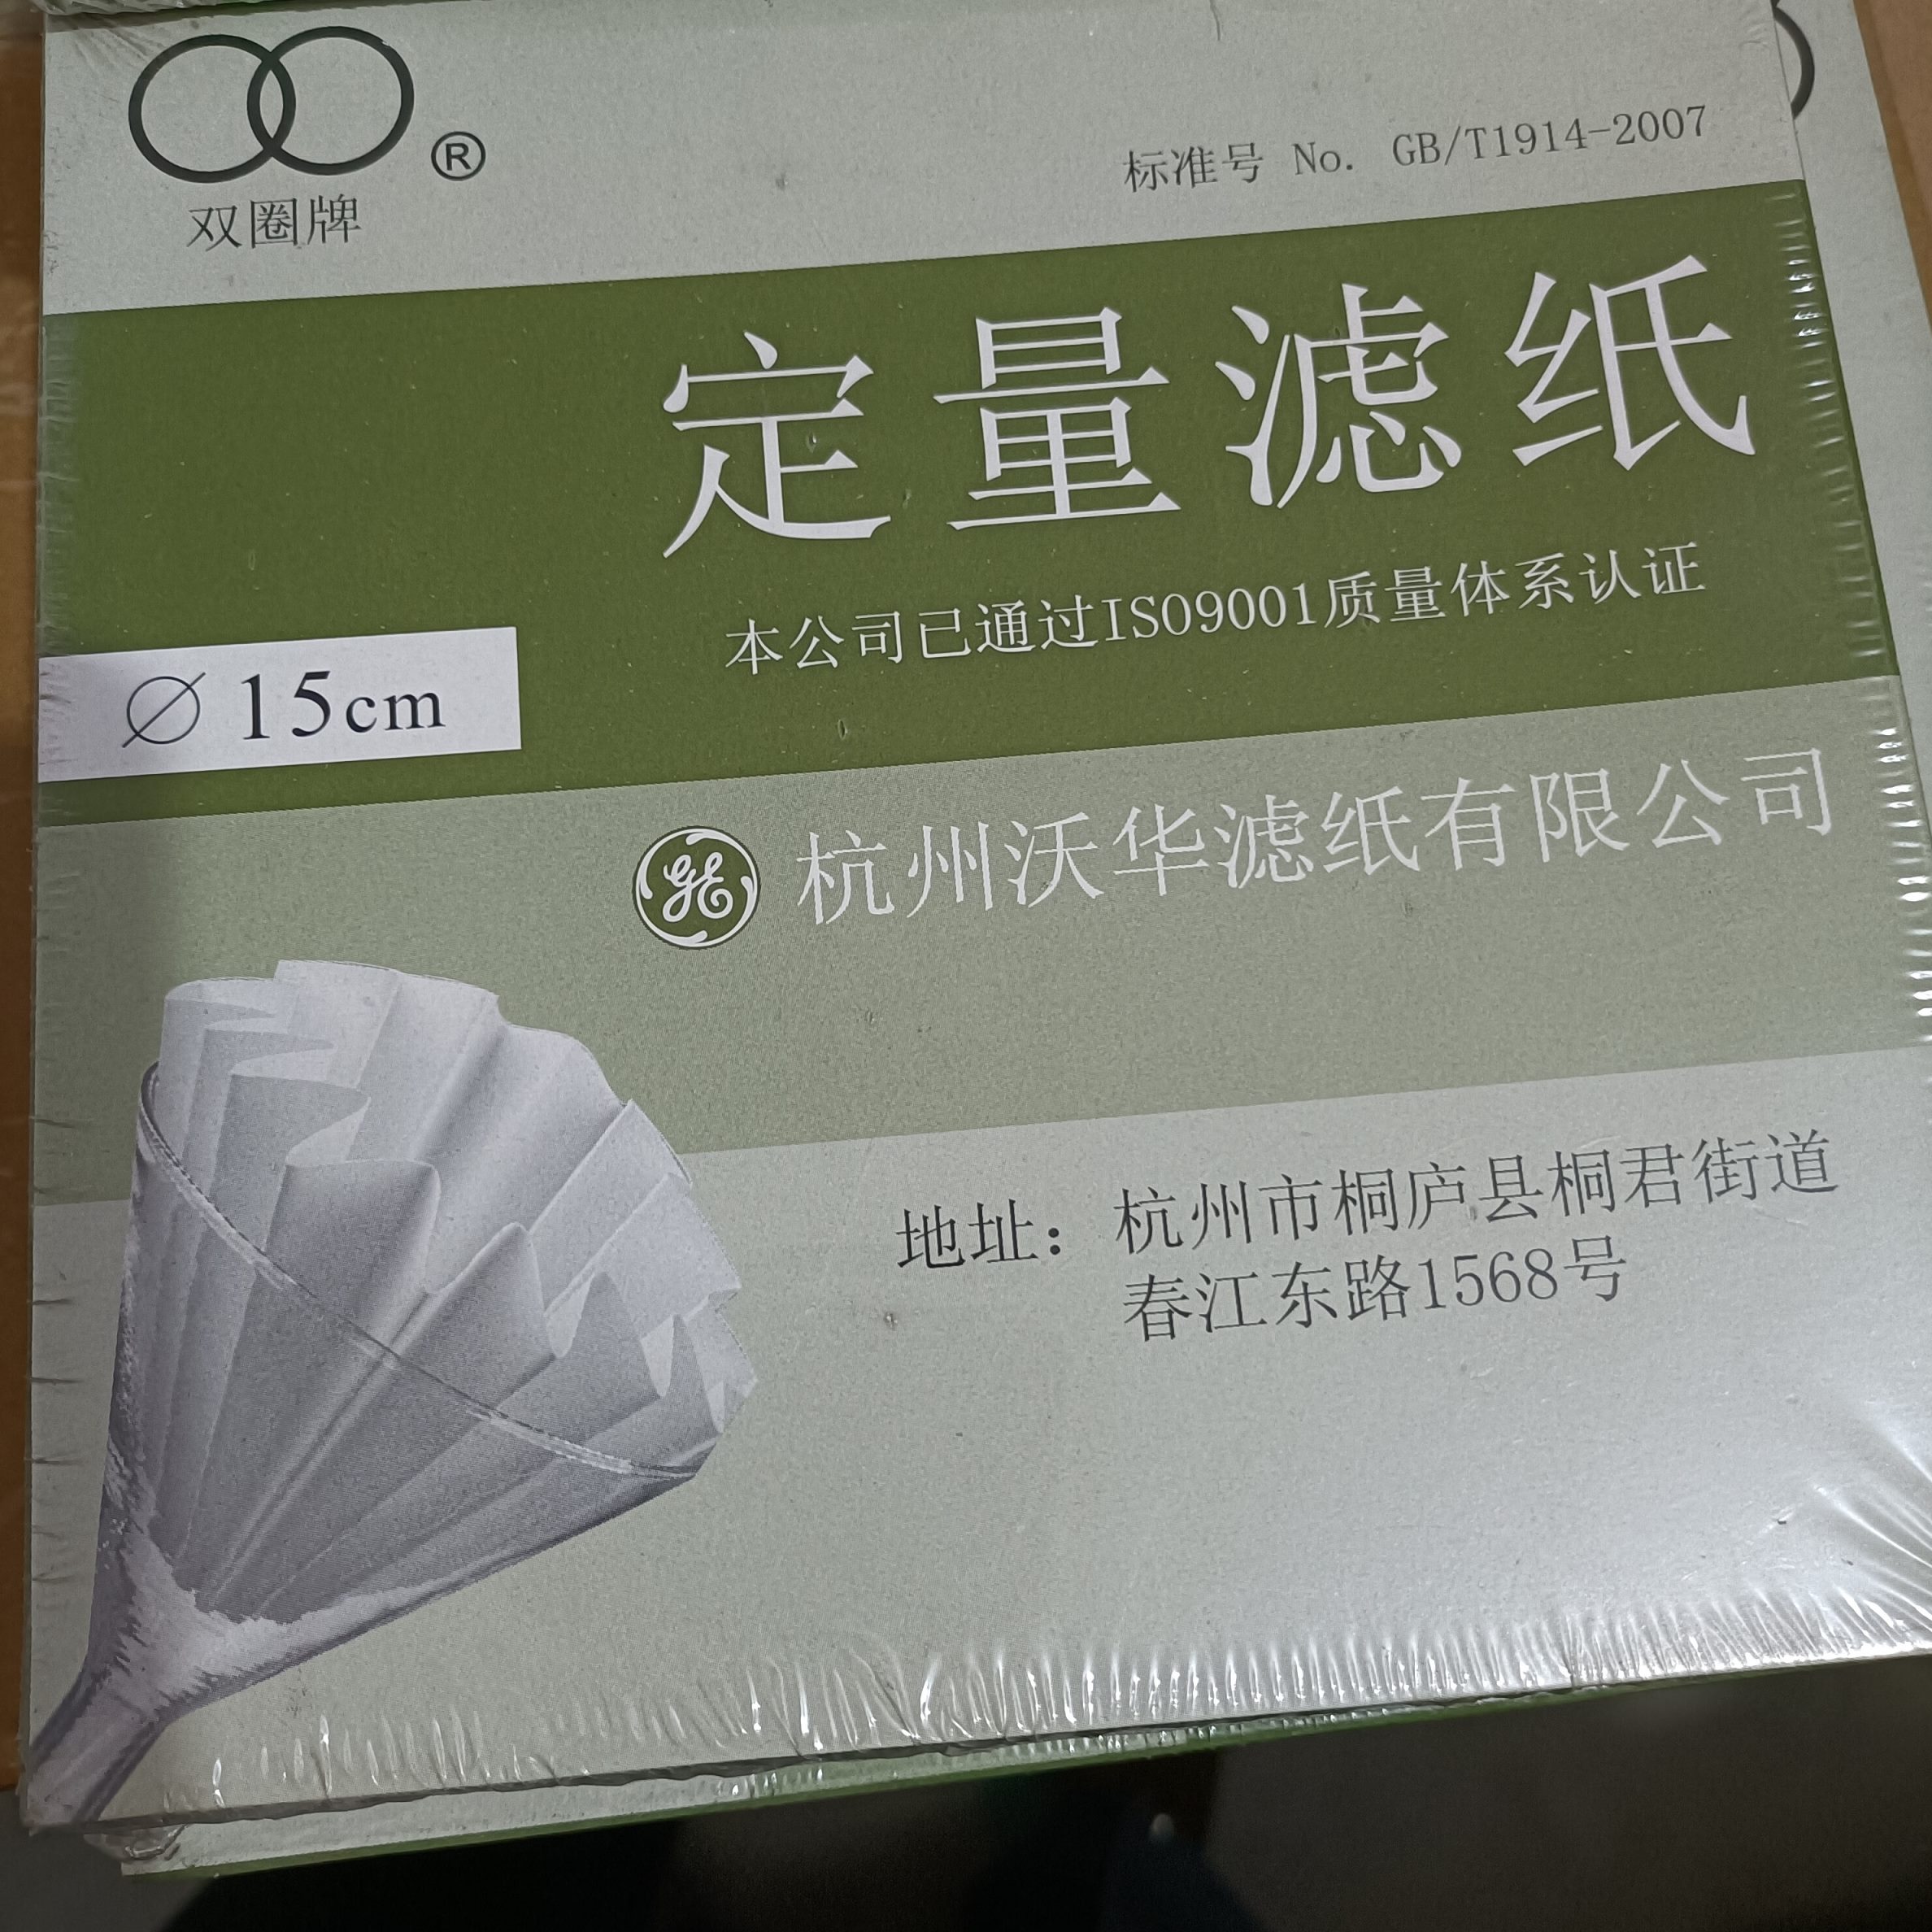 双圈牌
®
标准号 No. GB/T1914-2007
定量滤纸
本公司已通过ISO9001质量体系认证
∅ 15cm
GE 杭州沃华滤纸有限公司
地址：杭州市桐庐县桐君街道
春江东路1568号